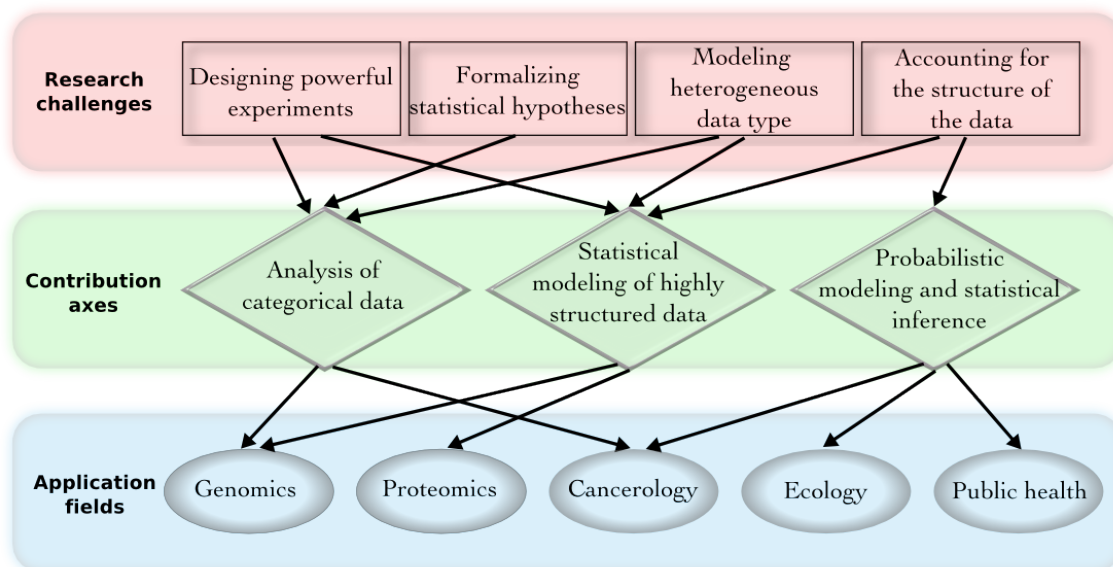 Research
challenges
Designing powerful
experiments
Formalizing
statistical hypotheses
Modeling
heterogeneous
data type
Accounting for
the structure of
the data
Contribution
axes
Analysis of
categorical data
Statistical
modeling of highly
structured data
Probabilistic
modeling and statistical
inference
Application
fields
Genomics
Proteomics
Cancerology
Ecology
Public health